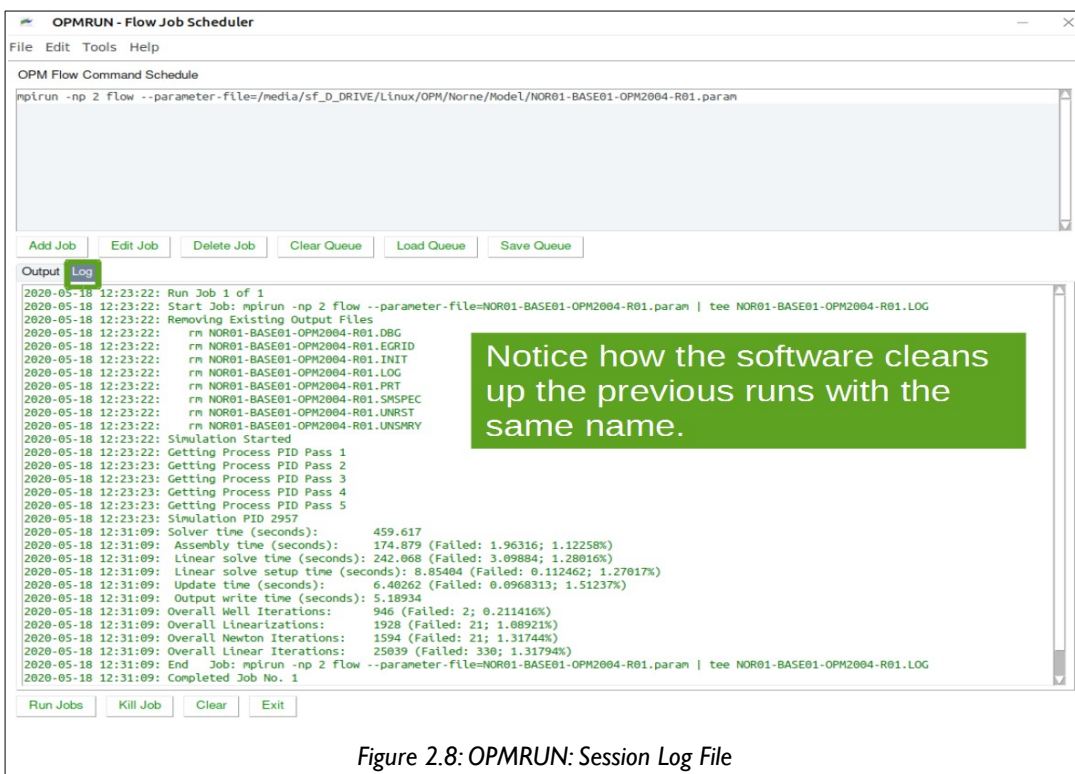 OPMRUN - Flow Job Scheduler
File Edit Tools Help
OPM Flow Command Schedule
mpirun -np 2 flow --parameter-file=/media/sf_D_DRIVE/Linux/OPM/Norne/Model/NOR01-BASE01-OPM2004-R01.param
Add Job Edit Job Delete Job Clear Queue Load Queue Save Queue
Output Log
2020-05-18 12:23:22: Run Job 1 of 1
2020-05-18 12:23:22: Start Job: mpirun -np 2 flow --parameter-file=NOR01-BASE01-OPM2004-R01.param | tee NOR01-BASE01-OPM2004-R01.LOG
2020-05-18 12:23:22: Removing Existing Output Files
2020-05-18 12:23:22: rm NOR01-BASE01-OPM2004-R01.DBG
2020-05-18 12:23:22: rm NOR01-BASE01-OPM2004-R01.EGRID
2020-05-18 12:23:22: rm NOR01-BASE01-OPM2004-R01.INIT
2020-05-18 12:23:22: rm NOR01-BASE01-OPM2004-R01.LOG
2020-05-18 12:23:22: rm NOR01-BASE01-OPM2004-R01.PRT
2020-05-18 12:23:22: rm NOR01-BASE01-OPM2004-R01.SMSPEC
2020-05-18 12:23:22: rm NOR01-BASE01-OPM2004-R01.UNRST
2020-05-18 12:23:22: rm NOR01-BASE01-OPM2004-R01.UNSMRY
2020-05-18 12:23:22: Simulation Started
2020-05-18 12:23:22: Getting Process PID Pass 1
2020-05-18 12:23:23: Getting Process PID Pass 2
2020-05-18 12:23:23: Getting Process PID Pass 3
2020-05-18 12:23:23: Getting Process PID Pass 4
2020-05-18 12:23:23: Getting Process PID Pass 5
2020-05-18 12:23:23: Simulation PID 2957
2020-05-18 12:31:09: Solver time (seconds): 459.617
2020-05-18 12:31:09: Assembly time (seconds): 174.879 (Failed: 1.96316; 1.12258%)
2020-05-18 12:31:09: Linear solve time (seconds): 242.068 (Failed: 3.09884; 1.28016%)
2020-05-18 12:31:09: Linear solve setup time (seconds): 8.85404 (Failed: 0.112462; 1.27017%)
2020-05-18 12:31:09: Update time (seconds): 6.40262 (Failed: 0.0968313; 1.51237%)
2020-05-18 12:31:09: Output write time (seconds): 5.18934
2020-05-18 12:31:09: Overall Well Iterations: 946 (Failed: 2; 0.211416%)
2020-05-18 12:31:09: Overall Linearizations: 1928 (Failed: 21; 1.08921%)
2020-05-18 12:31:09: Overall Newton Iterations: 1594 (Failed: 21; 1.31744%)
2020-05-18 12:31:09: Overall Linear Iterations: 25039 (Failed: 330; 1.31794%)
2020-05-18 12:31:09: End Job: mpirun -np 2 flow --parameter-file=NOR01-BASE01-OPM2004-R01.param | tee NOR01-BASE01-OPM2004-R01.LOG
2020-05-18 12:31:09: Completed Job No. 1
Notice how the software cleans
up the previous runs with the
same name.
Run Jobs Kill Job Clear Exit
Figure 2.8: OPMRUN: Session Log File